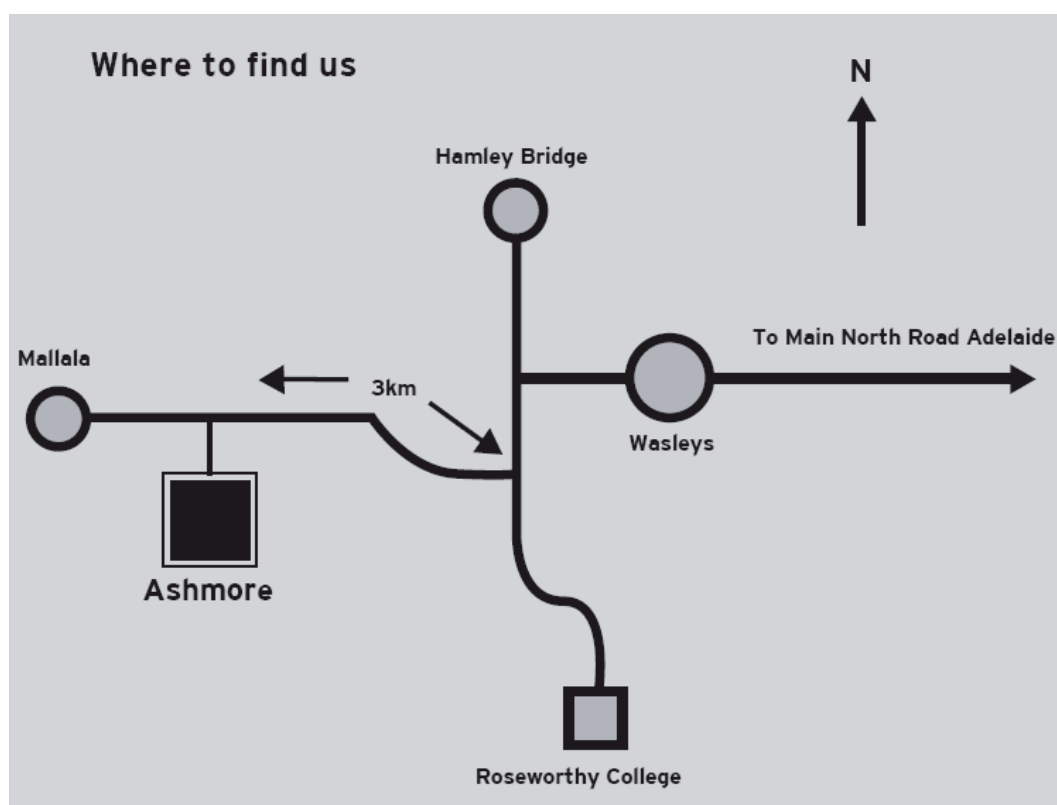 Where to find us
N
Hamley Bridge
To Main North Road Adelaide
Mallala
3km
Wasleys
Ashmore
Roseworthy College